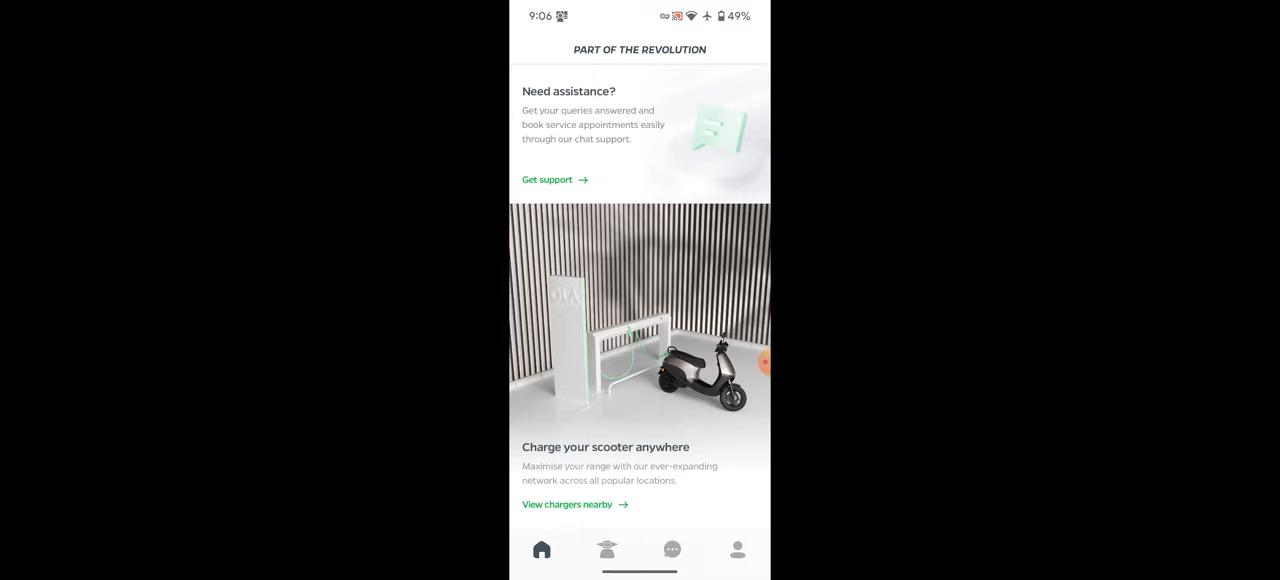 9:06
49%
PART OF THE REVOLUTION
Need assistance?
Get your queries answered and
book service appointments easily
through our chat support.
Get support →
OLA
Charge your scooter anywhere
Maximise your range with our ever-expanding
network across all popular locations.
View chargers nearby →